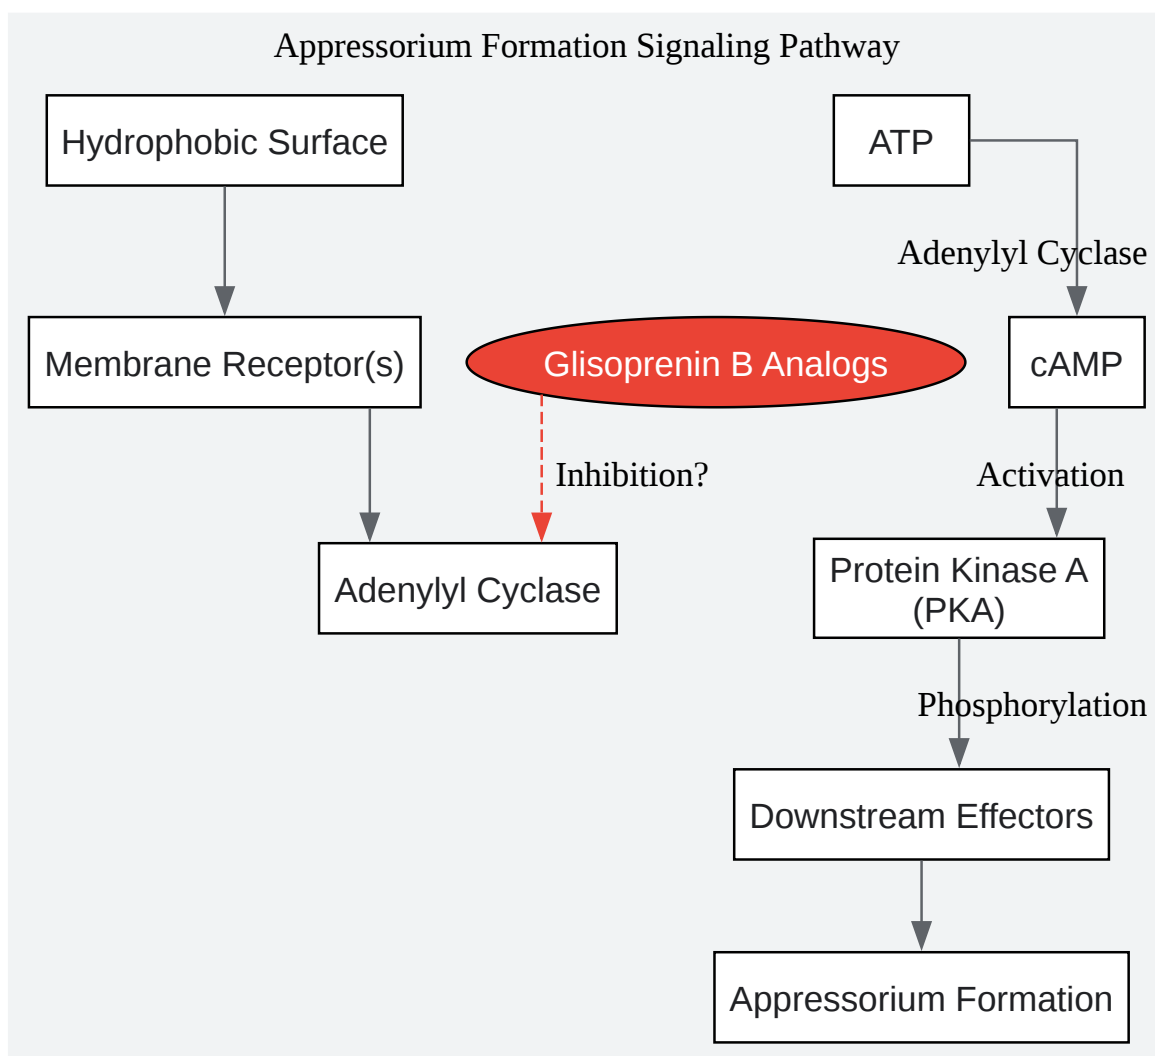 Appressorium Formation Signaling Pathway
Hydrophobic Surface
ATP
Adenylyl Cyclase
Membrane Receptor(s)
Glisoprenin B Analogs
cAMP
Inhibition?
Activation
Adenylyl Cyclase
Protein Kinase A
(PKA)
Phosphorylation
Downstream Effectors
Appressorium Formation